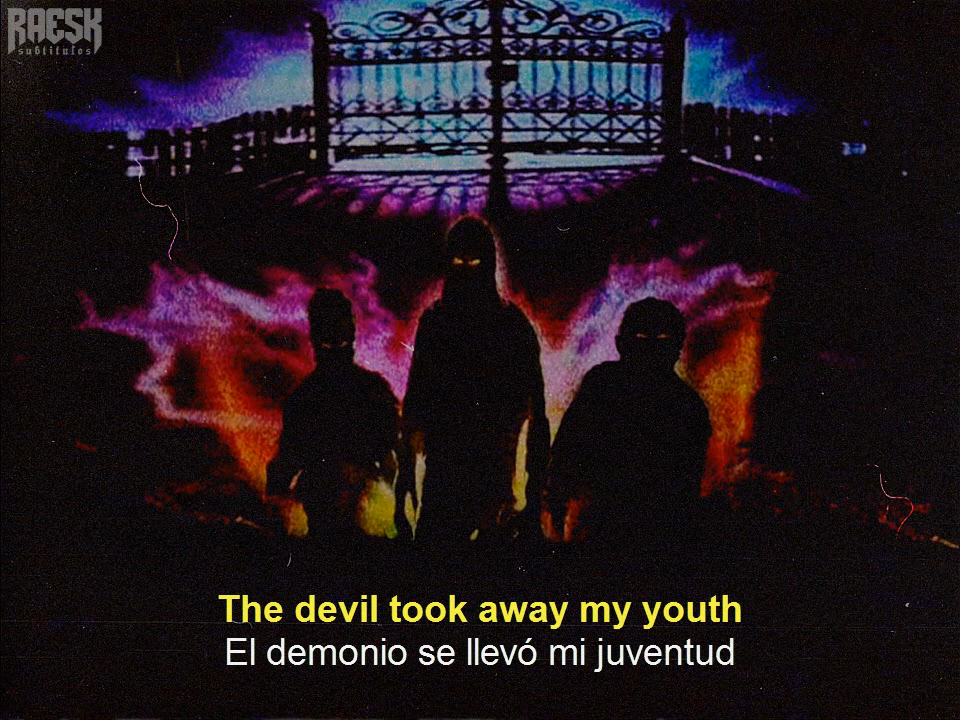 RAESK
subtitulos
The devil took away my youth
El demonio se llevó mi juventud